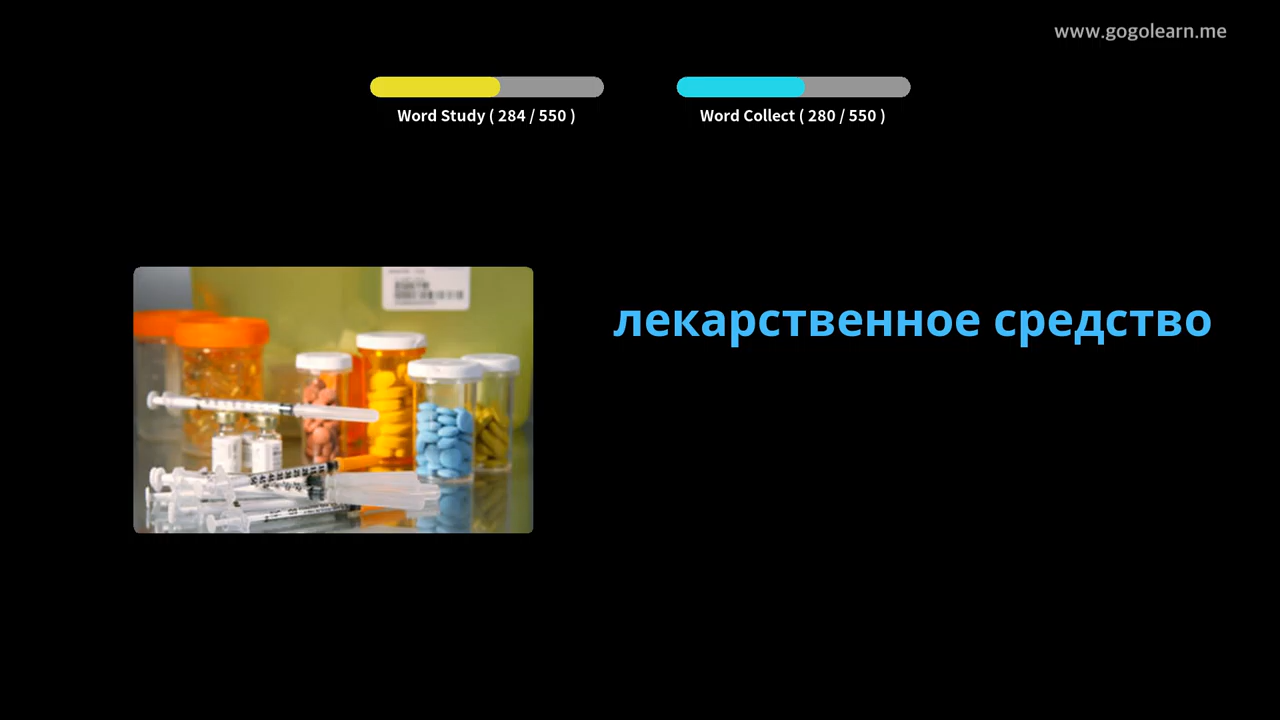 www.gogolearn.me
Word Study ( 284 / 550 )
Word Collect ( 280 / 550 )
лекарственное средство